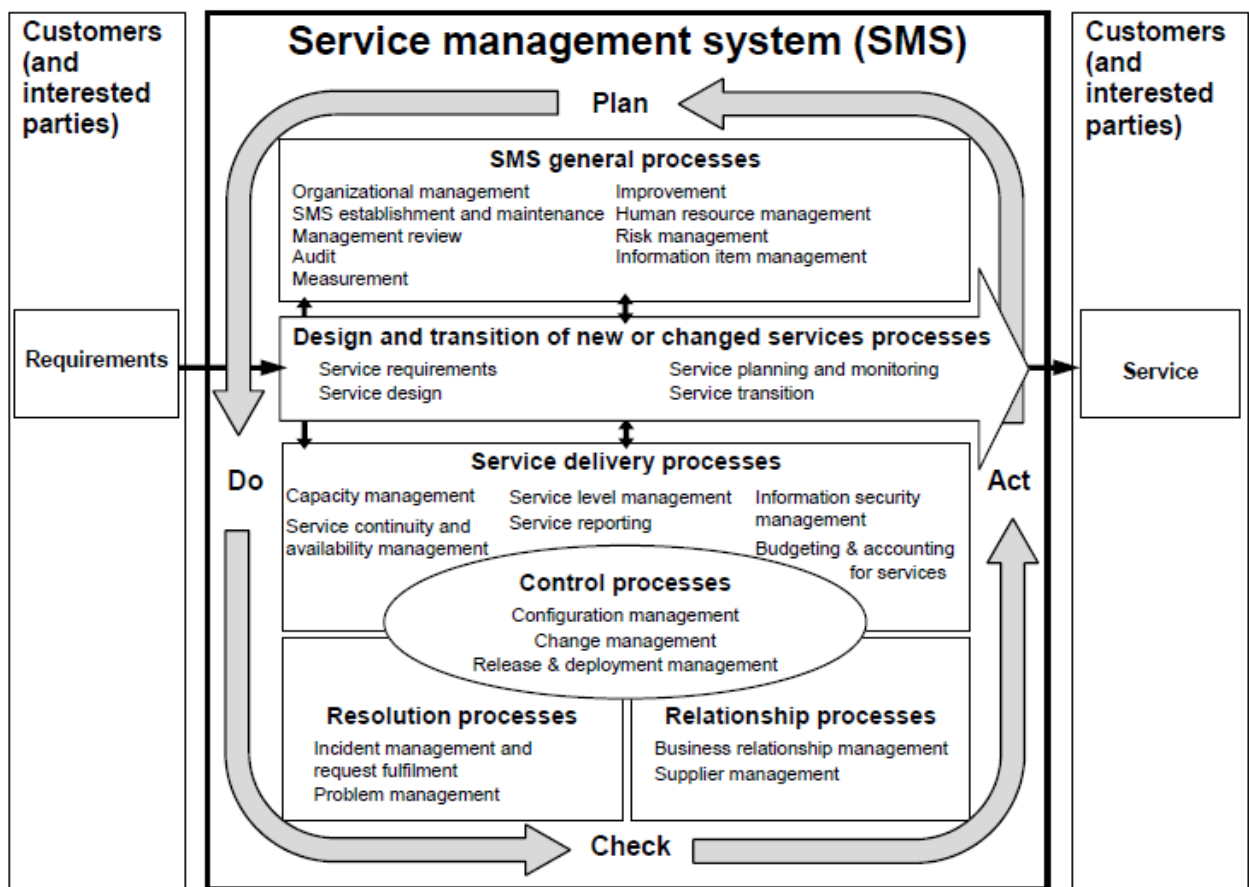 Customers
(and
interested
parties)
Requirements
Service management system (SMS)
Plan
SMS general processes
Organizational management
SMS establishment and maintenance
Management review
Audit
Measurement
Improvement
Human resource management
Risk management
Information item management
Design and transition of new or changed services processes
Service requirements
Service design
Service planning and monitoring
Service transition
Do
Service delivery processes
Capacity management
Service continuity and
availability management
Service level management
Service reporting
Information security
management
Budgeting & accounting
for services
Act
Control processes
Configuration management
Change management
Release & deployment management
Resolution processes
Incident management and
request fulfilment
Problem management
Relationship processes
Business relationship management
Supplier management
Check
Customers
(and
interested
parties)
Service